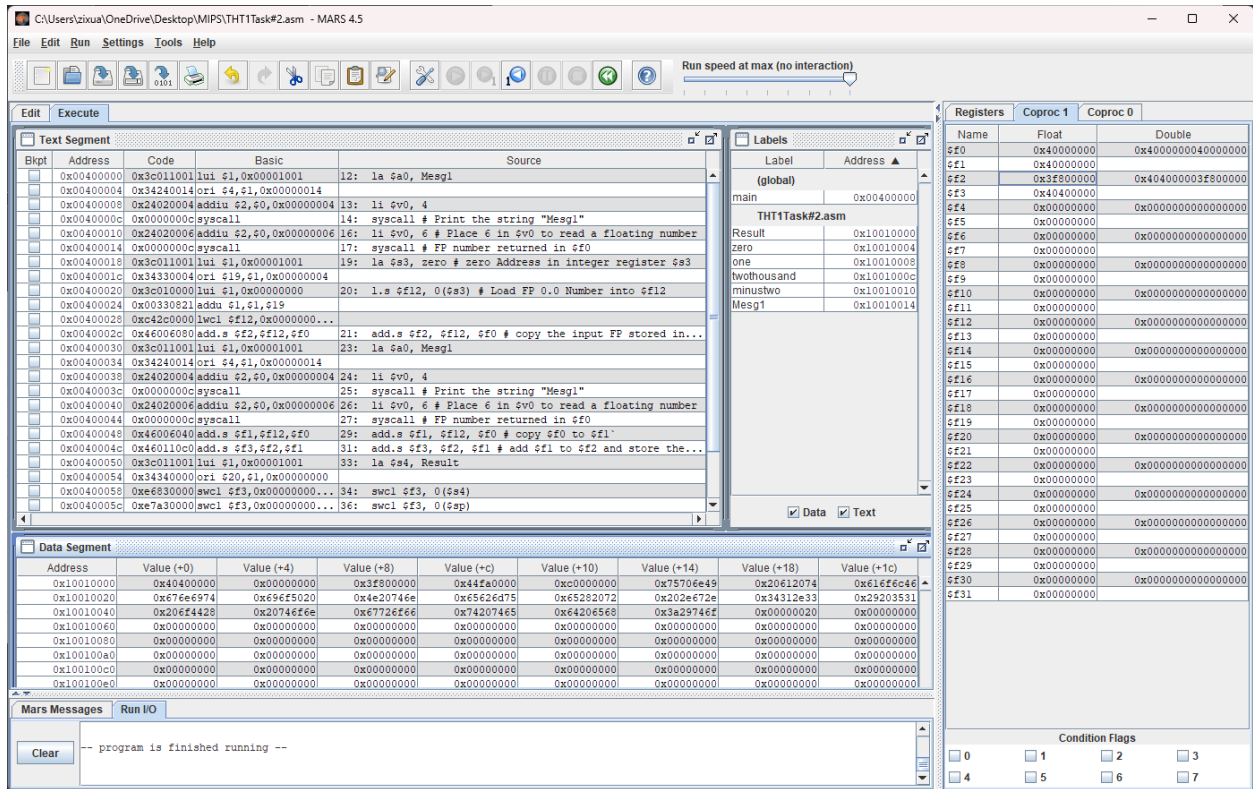 C:\Users\zixua\OneDrive\Desktop\MIPS\THT1Task#2.asm - MARS 4.5
File Edit Run Settings Tools Help
Run speed at max (no interaction)
Edit Execute
Text Segment
Bkpt Address Code Basic Source
0x00400000 0x3c011001 lui $1,0x00001001 12: la $a0, Mesg1
0x00400004 0x34240014 ori $4,$1,0x00000014
0x00400008 0x24020004 addiu $2,$0,0x00000004 13: li $v0, 4
0x0040000c 0x0000000c syscall 14: syscall # Print the string "Mesg1"
0x00400010 0x24020006 addiu $2,$0,0x00000006 16: li $v0, 6 # Place 6 in $v0 to read a floating number
0x00400014 0x0000000c syscall 17: syscall # FP number returned in $f0
0x00400018 0x3c011001 lui $1,0x00001001 19: la $s3, zero # zero Address in integer register $s3
0x0040001c 0x34330004 ori $19,$1,0x00000004
0x00400020 0x3c010000 lui $1,0x00000000 20: l.s $f12, 0($s3) # Load FP 0.0 Number into $f12
0x00400024 0x00330821 addu $1,$1,$19
0x00400028 0xc42c0000 lwc1 $f12,0x0000000...
0x0040002c 0x46006080 add.s $f2,$f12,$f0 21: add.s $f2, $f12, $f0 # copy the input FP stored in...
0x00400030 0x3c011001 lui $1,0x00001001 23: la $a0, Mesg1
0x00400034 0x34240014 ori $4,$1,0x00000014
0x00400038 0x24020004 addiu $2,$0,0x00000004 24: li $v0, 4
0x0040003c 0x0000000c syscall 25: syscall # Print the string "Mesg1"
0x00400040 0x24020006 addiu $2,$0,0x00000006 26: li $v0, 6 # Place 6 in $v0 to read a floating number
0x00400044 0x0000000c syscall 27: syscall # FP number returned in $f0
0x00400048 0x46006040 add.s $f1,$f12,$f0 29: add.s $f1, $f12, $f0 # copy $f0 to $f1`
0x0040004c 0x460110c0 add.s $f3,$f2,$f1 31: add.s $f3, $f2, $f1 # add $f1 to $f2 and store the...
0x00400050 0x3c011001 lui $1,0x00001001 33: la $s4, Result
0x00400054 0x34340000 ori $20,$1,0x00000000
0x00400058 0xe6830000 swc1 $f3,0x00000000... 34: swc1 $f3, 0($s4)
0x0040005c 0xe7a30000 swc1 $f3,0x00000000... 36: swc1 $f3, 0($sp)
Labels
Label Address ▲
(global)
main 0x00400000
THT1Task#2.asm
Result 0x10010000
zero 0x10010004
one 0x10010008
twothousand 0x1001000c
minustwo 0x10010010
Mesg1 0x10010014
Data Text
Data Segment
Address Value (+0) Value (+4) Value (+8) Value (+c) Value (+10) Value (+14) Value (+18) Value (+1c)
0x10010000 0x40400000 0x00000000 0x3f800000 0x44fa0000 0xc0000000 0x75706e49 0x20612074 0x616f6c46
0x10010020 0x676e6974 0x696f5020 0x4e20746e 0x65626d75 0x65282072 0x202e672e 0x34312e33 0x29203531
0x10010040 0x206f4428 0x20746f6e 0x67726f66 0x74207465 0x64206568 0x3a29746f 0x00000020 0x00000000
0x10010060 0x00000000 0x00000000 0x00000000 0x00000000 0x00000000 0x00000000 0x00000000 0x00000000
0x10010080 0x00000000 0x00000000 0x00000000 0x00000000 0x00000000 0x00000000 0x00000000 0x00000000
0x100100a0 0x00000000 0x00000000 0x00000000 0x00000000 0x00000000 0x00000000 0x00000000 0x00000000
0x100100c0 0x00000000 0x00000000 0x00000000 0x00000000 0x00000000 0x00000000 0x00000000 0x00000000
0x100100e0 0x00000000 0x00000000 0x00000000 0x00000000 0x00000000 0x00000000 0x00000000 0x00000000
Mars Messages Run I/O
Clear
-- program is finished running --
Registers Coproc 1 Coproc 0
Name Float Double
$f0 0x40000000 0x4000000040000000
$f1 0x40000000
$f2 0x3f800000 0x404000003f800000
$f3 0x40400000
$f4 0x00000000 0x0000000000000000
$f5 0x00000000
$f6 0x00000000 0x0000000000000000
$f7 0x00000000
$f8 0x00000000 0x0000000000000000
$f9 0x00000000
$f10 0x00000000 0x0000000000000000
$f11 0x00000000
$f12 0x00000000 0x0000000000000000
$f13 0x00000000
$f14 0x00000000 0x0000000000000000
$f15 0x00000000
$f16 0x00000000 0x0000000000000000
$f17 0x00000000
$f18 0x00000000 0x0000000000000000
$f19 0x00000000
$f20 0x00000000 0x0000000000000000
$f21 0x00000000
$f22 0x00000000 0x0000000000000000
$f23 0x00000000
$f24 0x00000000 0x0000000000000000
$f25 0x00000000
$f26 0x00000000 0x0000000000000000
$f27 0x00000000
$f28 0x00000000 0x0000000000000000
$f29 0x00000000
$f30 0x00000000 0x0000000000000000
$f31 0x00000000
Condition Flags
0 1 2 3
4 5 6 7